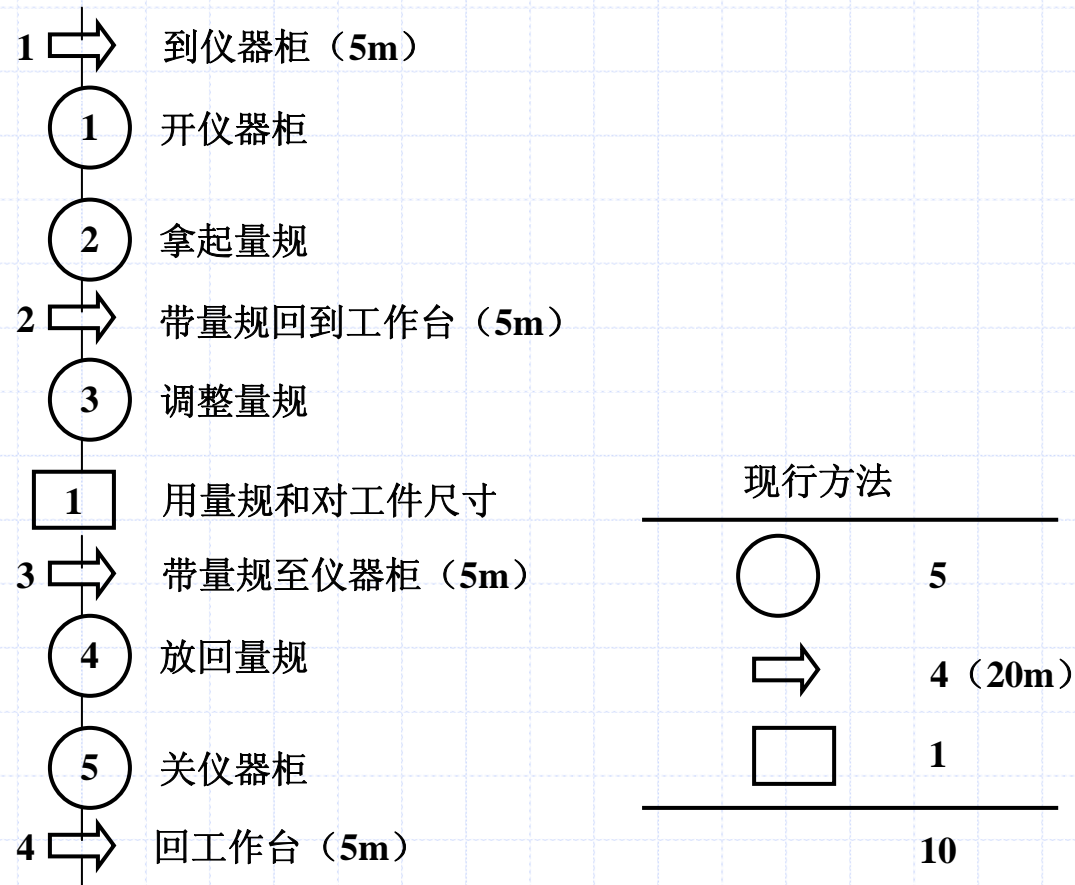 1 到仪器柜（5m）
1 开仪器柜
2 拿起量规
2 带量规回到工作台（5m）
3 调整量规
1 用量规和对工件尺寸
3 带量规至仪器柜（5m）
4 放回量规
5 关仪器柜
4 回工作台（5m）
现行方法
5
4（20m）
1
10